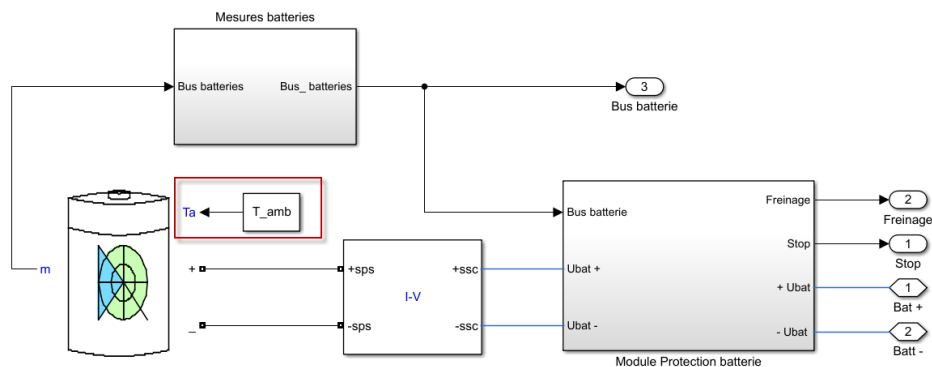 Mesures batteries
Bus batteries
Bus_ batteries
3
Bus batterie
Ta
T_amb
m
+
_
+sps
-sps
I-V
+ssc
-ssc
Bus batterie
Ubat +
Ubat -
Freinage
Stop
+ Ubat
- Ubat
Module Protection batterie
2
Freinage
1
Stop
1
Bat +
2
Batt -